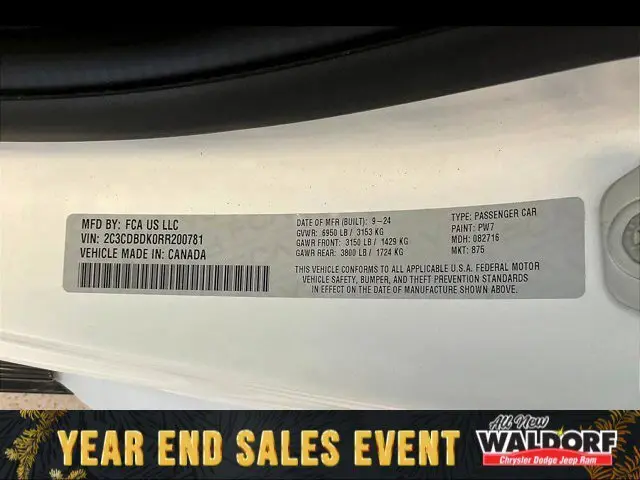 MFD BY: FCA US LLC
VIN: 2C3CDBDK0RR200781
VEHICLE MADE IN: CANADA
DATE OF MFR (BUILT): 9-24
GVWR: 6950 LB / 3153 KG
GAWR FRONT: 3150 LB / 1429 KG
GAWR REAR: 3800 LB / 1724 KG
TYPE: PASSENGER CAR
PAINT: PW7
MDH: 082716
MKT: 875
THIS VEHICLE CONFORMS TO ALL APPLICABLE U.S.A. FEDERAL MOTOR
VEHICLE SAFETY, BUMPER, AND THEFT PREVENTION STANDARDS
IN EFFECT ON THE DATE OF MANUFACTURE SHOWN ABOVE.
YEAR END SALES EVENT
All New
WALDORF
Chrysler Dodge Jeep Ram